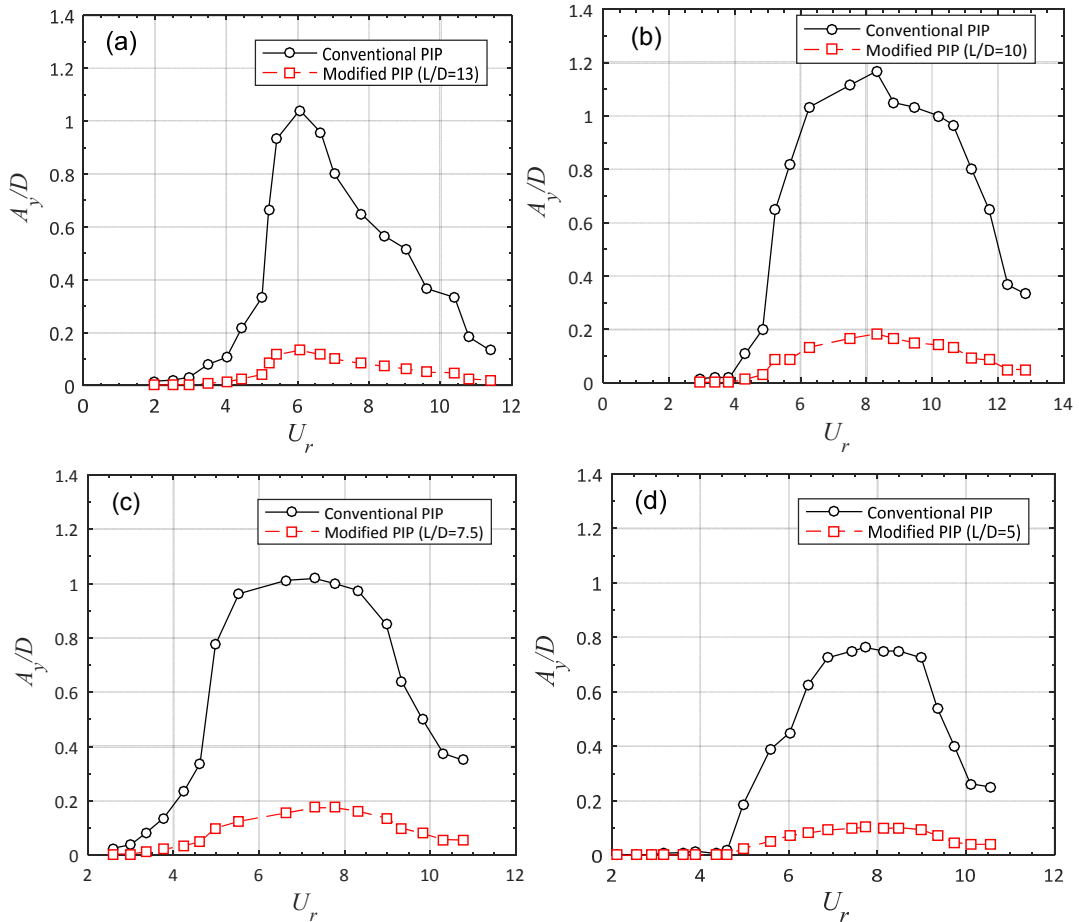 (a)
Conventional PIP
Modified PIP (L/D=13)
1.4
1.2
1
0.8
0.6
0.4
0.2
0
A_y/D
0 2 4 6 8 10 12
U_r
(b)
Conventional PIP
Modified PIP (L/D=10)
1.4
1.2
1
0.8
0.6
0.4
0.2
0
A_y/D
0 2 4 6 8 10 12 14
U_r
(c)
Conventional PIP
Modified PIP (L/D=7.5)
1.4
1.2
1
0.8
0.6
0.4
0.2
0
A_y/D
2 4 6 8 10 12
U_r
(d)
Conventional PIP
Modified PIP (L/D=5)
1.4
1.2
1
0.8
0.6
0.4
0.2
0
A_y/D
2 3 4 5 6 7 8 9 10 11 12
U_r